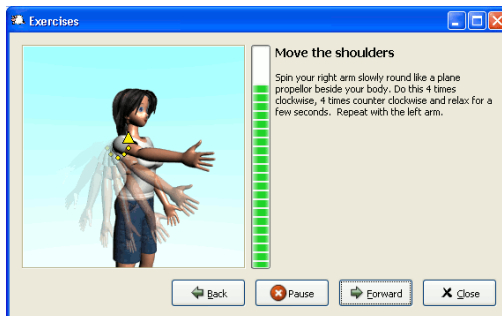 Exercises
Move the shoulders
Spin your right arm slowly round like a plane
propellor beside your body. Do this 4 times
clockwise, 4 times counter clockwise and relax for a
few seconds. Repeat with the left arm.
Back
Pause
Forward
Close